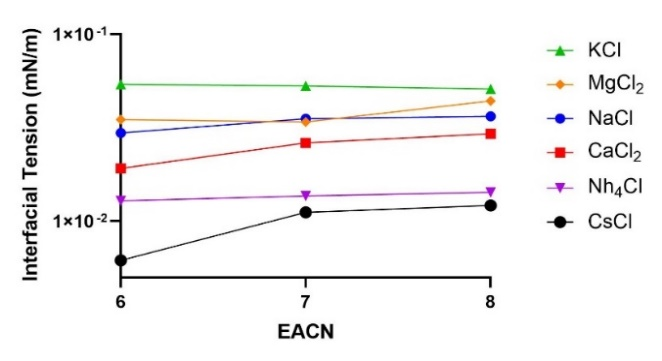 Interfacial Tension (mN/m)
1×10⁻¹
1×10⁻²
6
7
8
EACN
KCl
MgCl₂
NaCl
CaCl₂
Nh₄Cl
CsCl